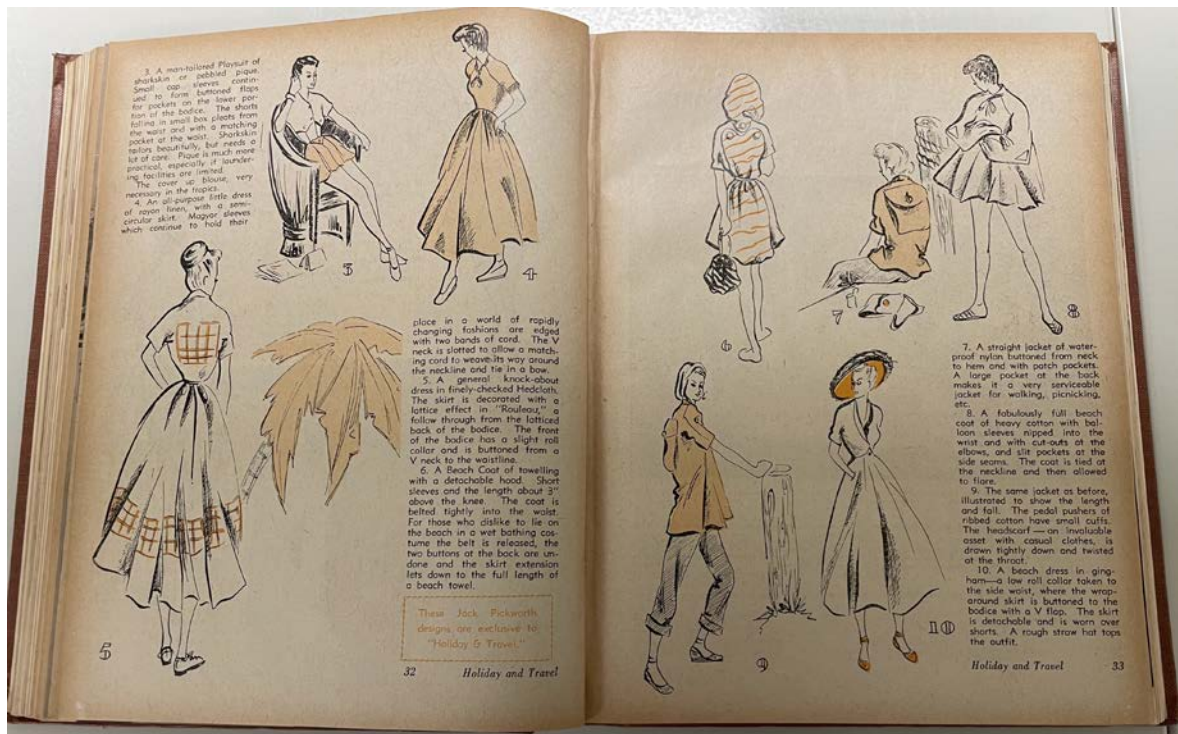 3. A man-tailored Playsuit of
sharkskin or pebbled pique.
Small cap sleeves contin-
ued to form buttoned flaps
for pockets on the lower por-
tion of the bodice. The shorts
falling in small box pleats from
the waist and with a matching
pocket at the waist. Sharkskin
tailors beautifully, but needs a
lot of care. Pique is much more
practical, especially if launder-
ing facilities are limited.
The cover up blouse, very
necessary in the tropics.
4. An all-purpose little dress
of rayon linen, with a semi-
circular skirt. Magyar sleeves
which continue to hold their
3
4
place in a world of rapidly
changing fashions are edged
with two bands of cord. The V
neck is slotted to allow a match-
ing cord to weave its way around
the neckline and tie in a bow.
5. A general knock-about
dress in finely-checked Hedcloth.
The skirt is decorated with a
lattice effect in "Rouleau," a
follow through from the latticed
back of the bodice. The front
of the bodice has a slight roll
collar and is buttoned from a
V neck to the waistline.
6. A Beach Coat of towelling
with a detachable hood. Short
sleeves and the length about 3"
above the knee. The coat is
belted tightly into the waist.
For those who dislike to lie on
the beach in a wet bathing cos-
tume the belt is released, the
two buttons at the back are un-
done and the skirt extension
lets down to the full length of
a beach towel.
These Jack Pickworth
designs are exclusive to
"Holiday & Travel."
5
32 Holiday and Travel
6
7
8
7. A straight jacket of water-
proof nylon buttoned from neck
to hem and with patch pockets.
A large pocket at the back
makes it a very serviceable
jacket for walking, picnicking,
etc.
8. A fabulously full beach
coat of heavy cotton with bal-
loon sleeves nipped into the
wrist and with cut-outs at the
elbows, and slit pockets at the
side seams. The coat is tied at
the neckline and then allowed
to flare.
9. The same jacket as before,
illustrated to show the length
and fall. The pedal pushers of
ribbed cotton have small cuffs.
The headscarf — an invaluable
asset with casual clothes, is
drawn tightly down and twisted
at the throat.
10. A beach dress in ging-
ham—a low roll collar taken to
the side waist, where the wrap-
around skirt is buttoned to the
bodice with a V flap. The skirt
is detachable and is worn over
shorts. A rough straw hat tops
the outfit.
9
10
Holiday and Travel 33